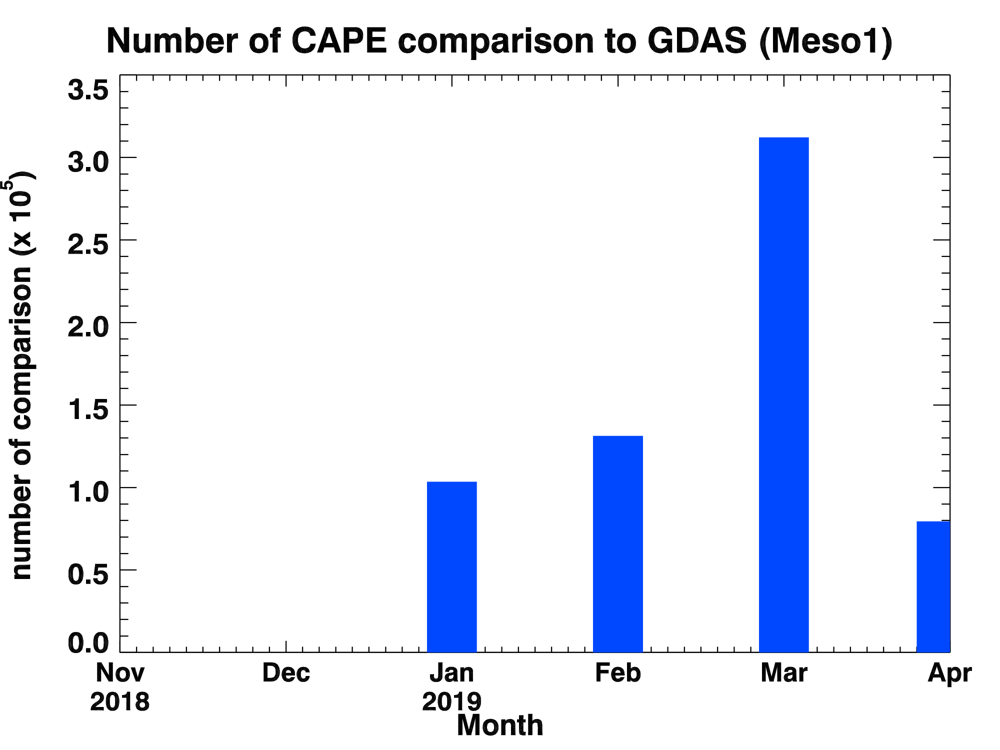 Number of CAPE comparison to GDAS (Meso1)
number of comparison (x 10⁵)
3.5
3.0
2.5
2.0
1.5
1.0
0.5
0.0
Nov Dec Jan Feb Mar Apr
2018 2019
Month